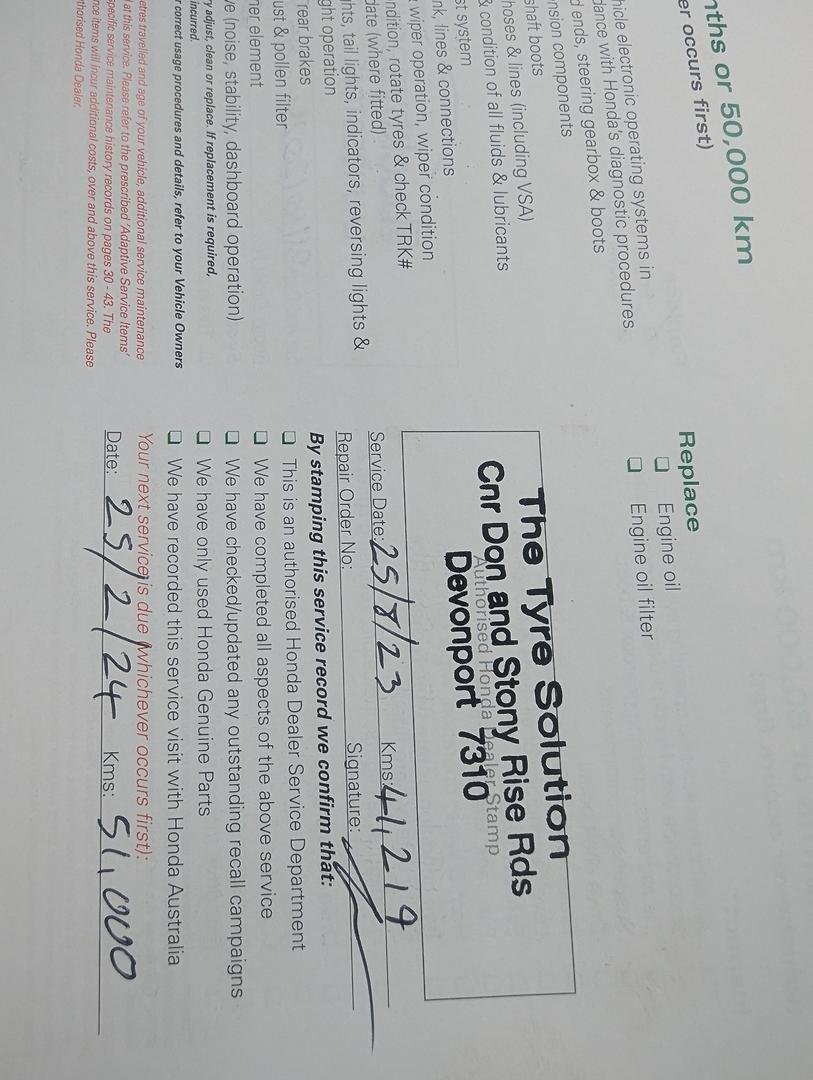 nths or 50,000 km
er occurs first)
hicle electronic operating systems in
dance with Honda's diagnostic procedures
d ends, steering gearbox & boots
nsion components
shaft boots
hoses & lines (including VSA)
& condition of all fluids & lubricants
st system
nk, lines & connections
wiper operation, wiper condition
ndition, rotate tyres & check TRK#
date (where fitted)
hts, tail lights, indicators, reversing lights &
ght operation
rear brakes
ust & pollen filter
ner element
ve (noise, stability, dashboard operation)
ry adjust, clean or replace. If replacement is required,
incurred.
r correct usage procedures and details, refer to your Vehicle Owners
etres travelled and age of your vehicle, additional service maintenance
d at this service. Please refer to the prescribed 'Adaptive Service Items'
specific service maintenance history records on pages 30 - 43. The
nce items will incur additional costs, over and above this service. Please
thorised Honda Dealer.
Replace
Engine oil
Engine oil filter
The Tyre Solution
Cnr Don and Stony Rise Rds
Authorised Honda Dealer Stamp
Devonport 7310
Service Date: 25/8/23 Kms: 41,219
Repair Order No: Signature:
By stamping this service record we confirm that:
This is an authorised Honda Dealer Service Department
We have completed all aspects of the above service
We have checked/updated any outstanding recall campaigns
We have only used Honda Genuine Parts
We have recorded this service visit with Honda Australia
Your next service is due (whichever occurs first):
Date: 25/2/24 Kms: 51,000